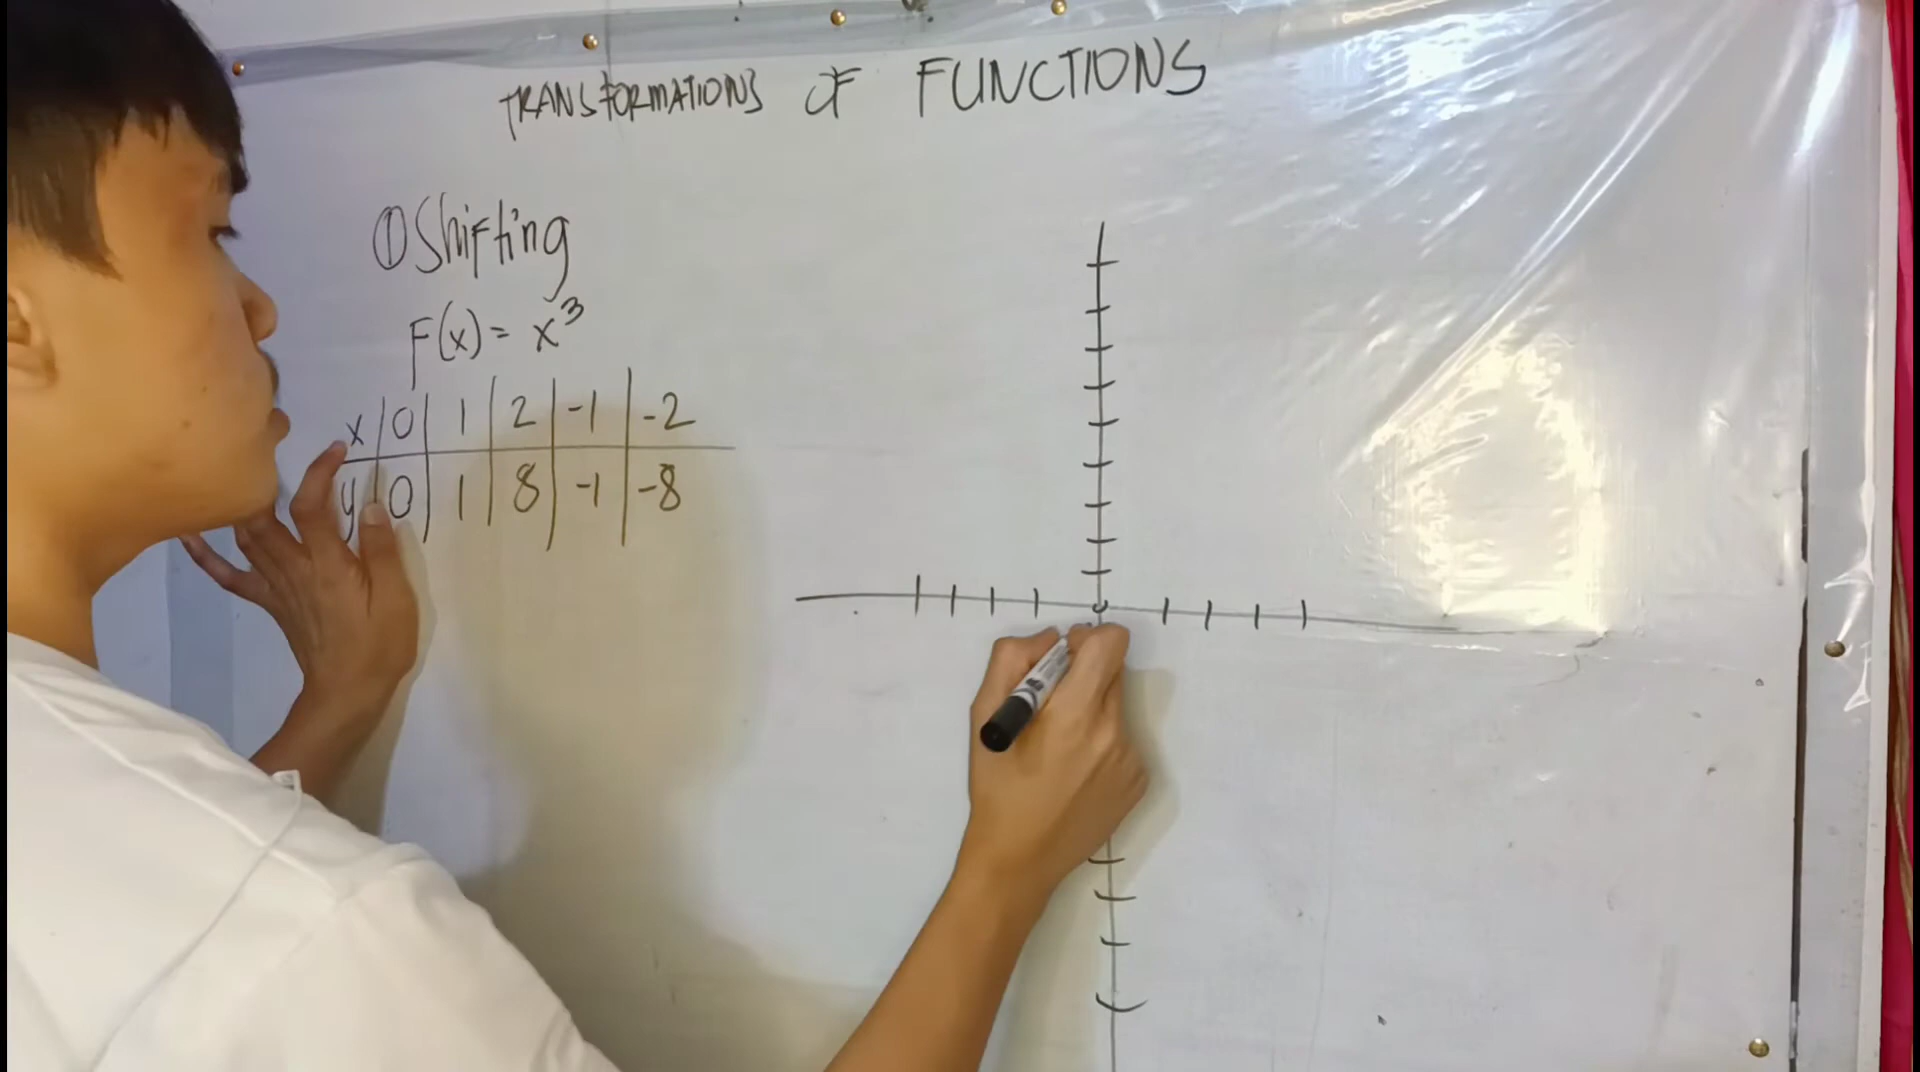 TRANSFORMATIONS OF FUNCTIONS
① Shifting
F(x) = x³
x | 0 | 1 | 2 | -1 | -2
y | 0 | 1 | 8 | -1 | -8